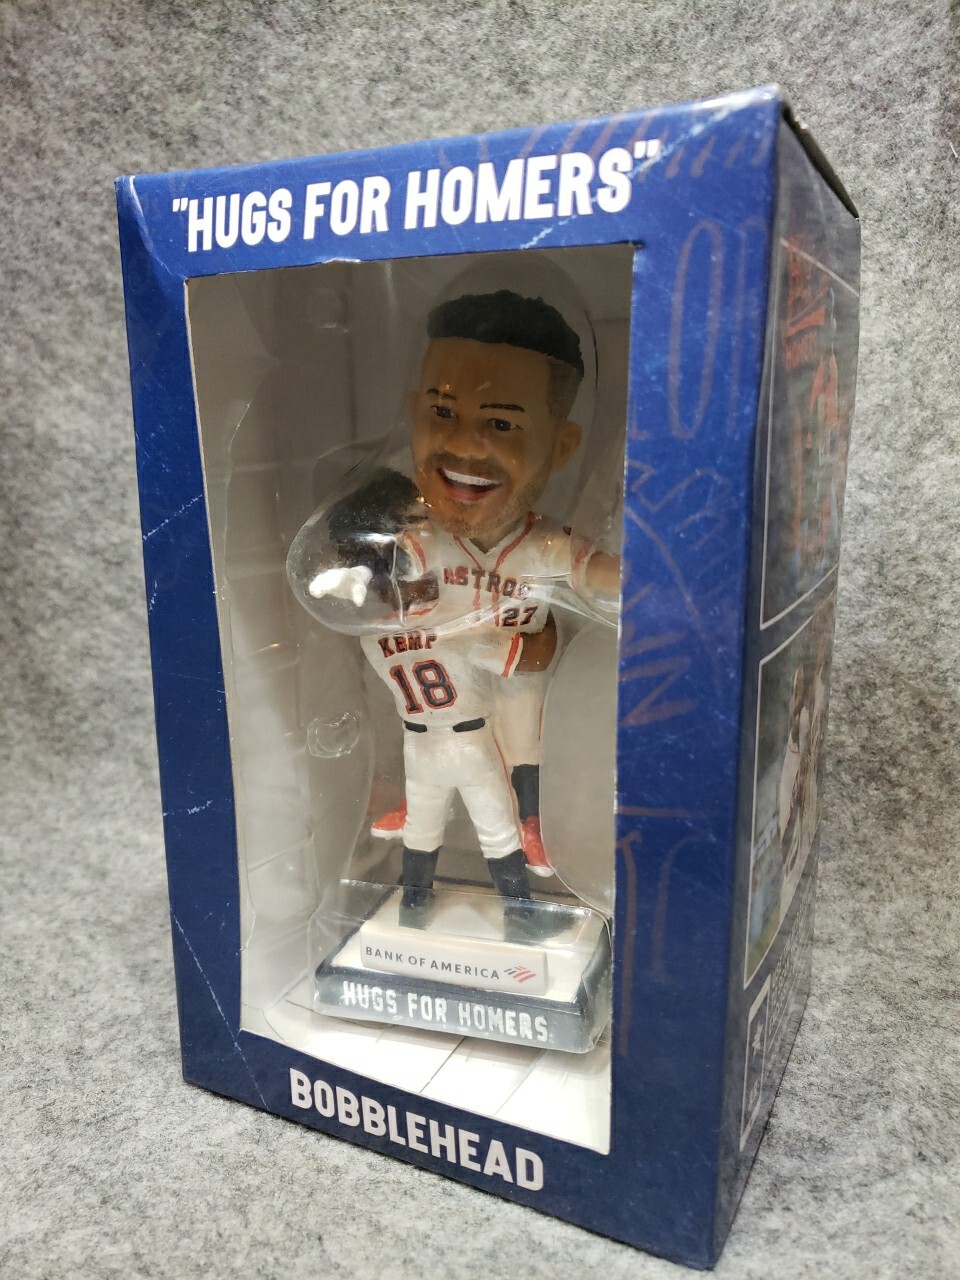 "HUGS FOR HOMERS"
ASTROS
27
KEMP
18
BANK OF AMERICA
HUGS FOR HOMERS
BOBBLEHEAD